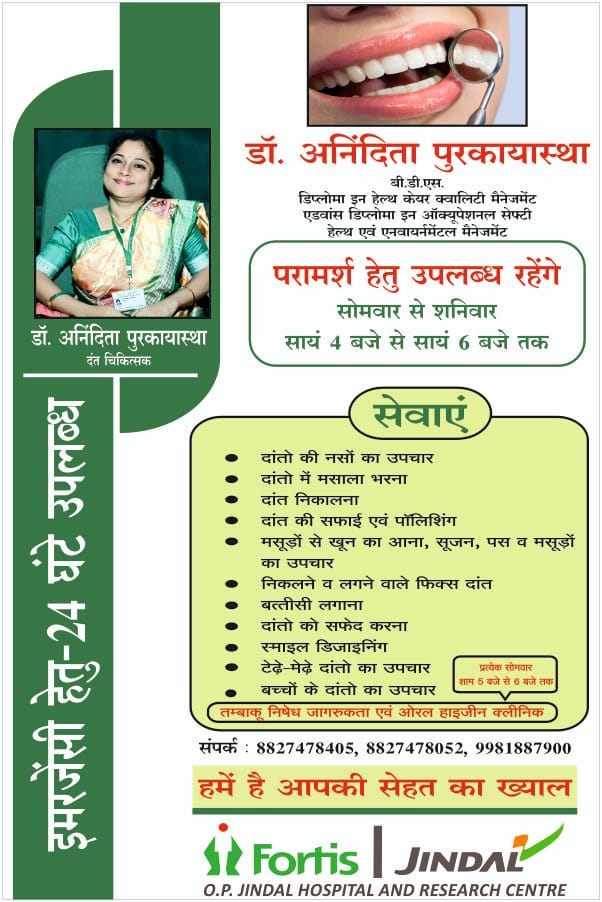 डॉ. अनिंदिता पुरकायास्था
बी.डी.एस.
डिप्लोमा इन हेल्थ केयर क्वालिटी मैनेजमेंट
एडवांस डिप्लोमा इन ऑक्यूपेशनल सेफ्टी
हेल्थ एवं एनवायर्नमेंटल मैनेजमेंट
परामर्श हेतु उपलब्ध रहेंगे
सोमवार से शनिवार
सायं 4 बजे से सायं 6 बजे तक
डॉ. अनिंदिता पुरकायास्था
दंत चिकित्सक
इमरजेंसी हेतु-24 घंटे उपलब्ध
सेवाएं
• दांतो की नसों का उपचार
• दांतो में मसाला भरना
• दांत निकालना
• दांत की सफाई एवं पॉलिशिंग
• मसूड़ों से खून का आना, सूजन, पस व मसूड़ों
का उपचार
• निकलने व लगने वाले फिक्स दांत
• बत्तीसी लगाना
• दांतो को सफेद करना
• स्माइल डिजाइनिंग
• टेढ़े-मेढ़े दांतो का उपचार
• बच्चों के दांतो का उपचार
प्रत्येक सोमवार
शाम 5 बजे से 6 बजे तक
तम्बाकू निषेध जागरुकता एवं ओरल हाइजीन क्लीनिक
संपर्क : 8827478405, 8827478052, 9981887900
हमें है आपकी सेहत का ख्याल
Fortis | JINDAL
O.P. JINDAL HOSPITAL AND RESEARCH CENTRE